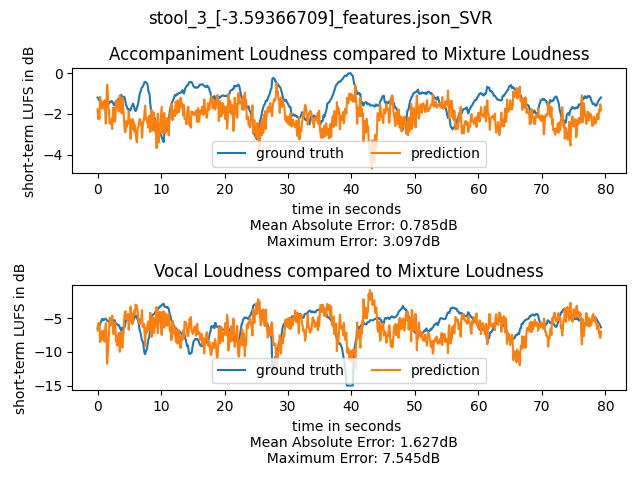 stool_3_[-3.59366709]_features.json_SVR
Accompaniment Loudness compared to Mixture Loudness
short-term LUFS in dB
0
−2
−4
ground truth prediction
0 10 20 30 40 50 60 70 80
time in seconds
Mean Absolute Error: 0.785dB
Maximum Error: 3.097dB
Vocal Loudness compared to Mixture Loudness
short-term LUFS in dB
−5
−10
−15
ground truth prediction
0 10 20 30 40 50 60 70 80
time in seconds
Mean Absolute Error: 1.627dB
Maximum Error: 7.545dB